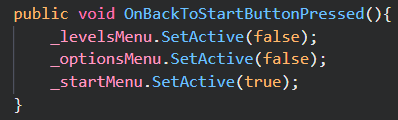 public void OnBackToStartButtonPressed(){
    _levelsMenu.SetActive(false);
    _optionsMenu.SetActive(false);
    _startMenu.SetActive(true);
}